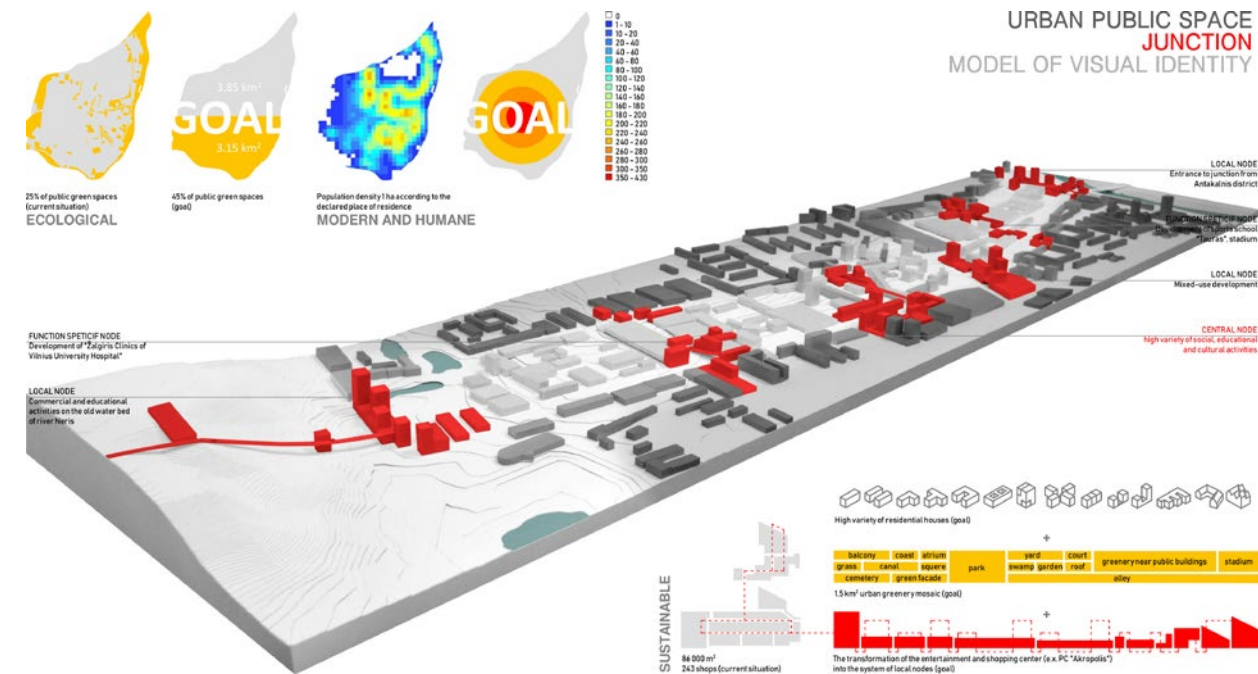 URBAN PUBLIC SPACE
JUNCTION
MODEL OF VISUAL IDENTITY
3.85 km²
GOAL
3.15 km²
GOAL
0
1 - 10
10 - 20
20 - 40
40 - 60
60 - 80
80 - 100
100 - 120
120 - 140
140 - 160
160 - 180
180 - 200
200 - 220
220 - 240
240 - 260
260 - 280
280 - 300
300 - 350
350 - 430
25% of public green spaces
(current situation)
ECOLOGICAL
45% of public green spaces
(goal)
Population density 1 ha according to the
declared place of residence
MODERN AND HUMANE
LOCAL NODE
Entrance to junction from
Antakalnis district
FUNCTION SPETICIF NODE
Development of sports school
"Tauras", stadium
LOCAL NODE
Mixed-use development
CENTRAL NODE
high variety of social, educational
and cultural activities
FUNCTION SPETICIF NODE
Development of "Žalgiris Clinics of
Vilnius University Hospital"
LOCAL NODE
Commercial and educational
activities on the old water bed
of river Neris
High variety of residential houses (goal)
+
balcony coast atrium park yard court greenery near public buildings stadium
grass canal squere swamp garden roof
cemetery green facade alley
1.5 km² urban greenery mosaic (goal)
+
SUSTAINABLE
86 000 m²
243 shops (current situation)
The transformation of the entertainment and shopping center (e.x. PC "Akropolis")
into the system of local nodes (goal)